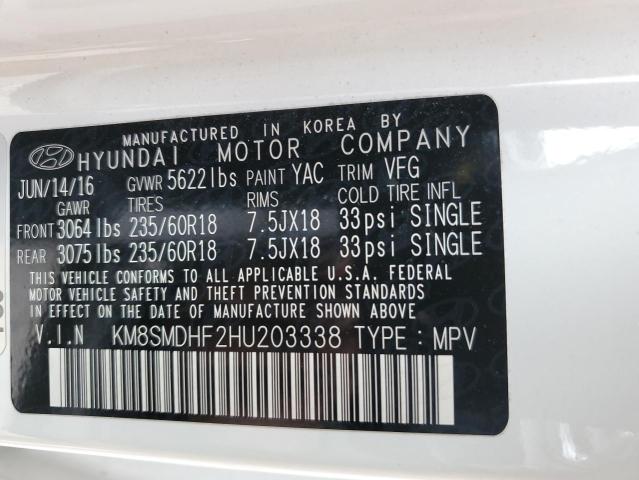 MANUFACTURED IN KOREA BY
HYUNDAI MOTOR COMPANY
JUN/14/16 GVWR 5622lbs PAINT YAC TRIM VFG
GAWR TIRES RIMS COLD TIRE INFL
FRONT 3064lbs 235/60R18 7.5JX18 33psi SINGLE
REAR 3075lbs 235/60R18 7.5JX18 33psi SINGLE
THIS VEHICLE CONFORMS TO ALL APPLICABLE U.S.A. FEDERAL
MOTOR VEHICLE SAFETY AND THEFT PREVENTION STANDARDS
IN EFFECT ON THE DATE OF MANUFACTURE SHOWN ABOVE
V.I.N KM8SMDHF2HU203338 TYPE : MPV